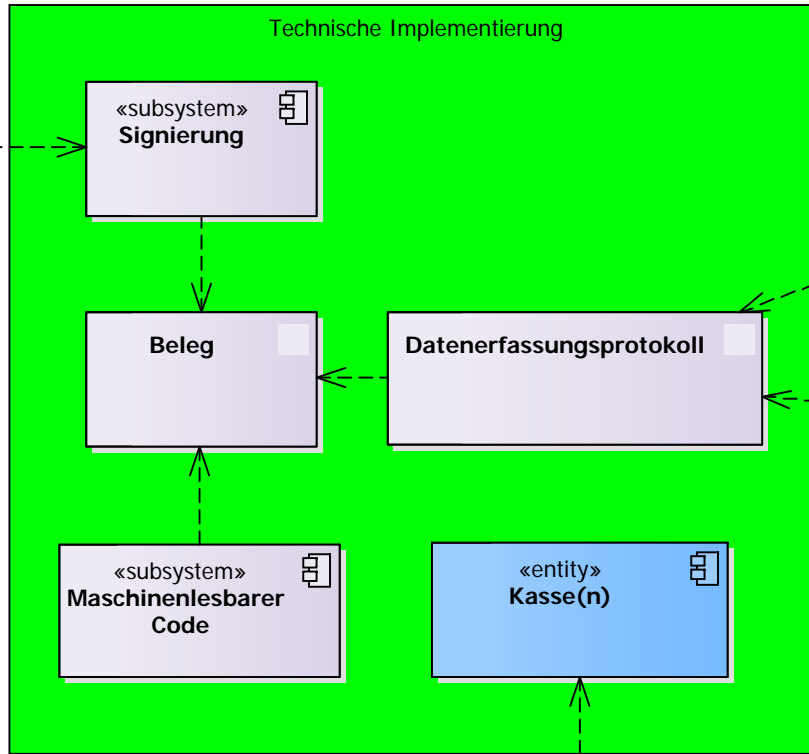 Technische Implementierung
«subsystem»
Signierung
Beleg
Datenerfassungsprotokoll
«subsystem»
Maschinenlesbarer
Code
«entity»
Kasse(n)